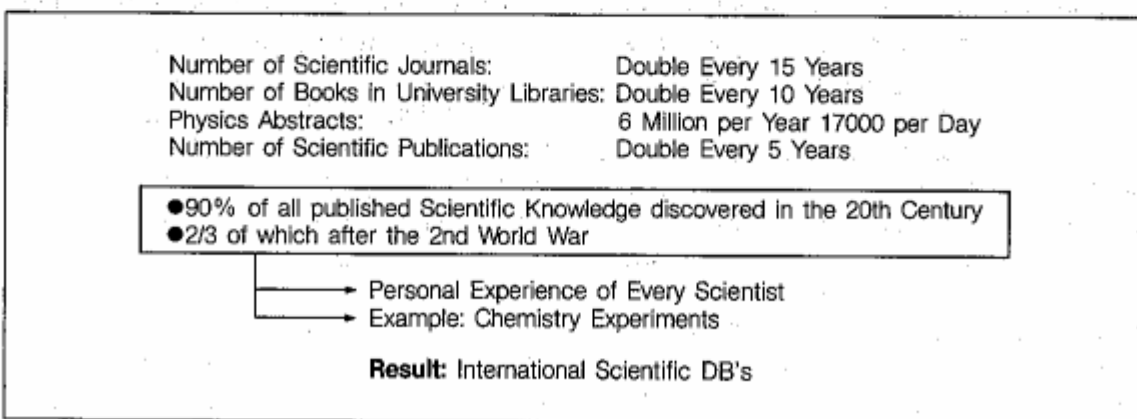 Number of Scientific Journals: Double Every 15 Years
Number of Books in University Libraries: Double Every 10 Years
Physics Abstracts: 6 Million per Year 17000 per Day
Number of Scientific Publications: Double Every 5 Years
●90% of all published Scientific Knowledge discovered in the 20th Century
●2/3 of which after the 2nd World War
Personal Experience of Every Scientist
Example: Chemistry Experiments
Result: International Scientific DB's